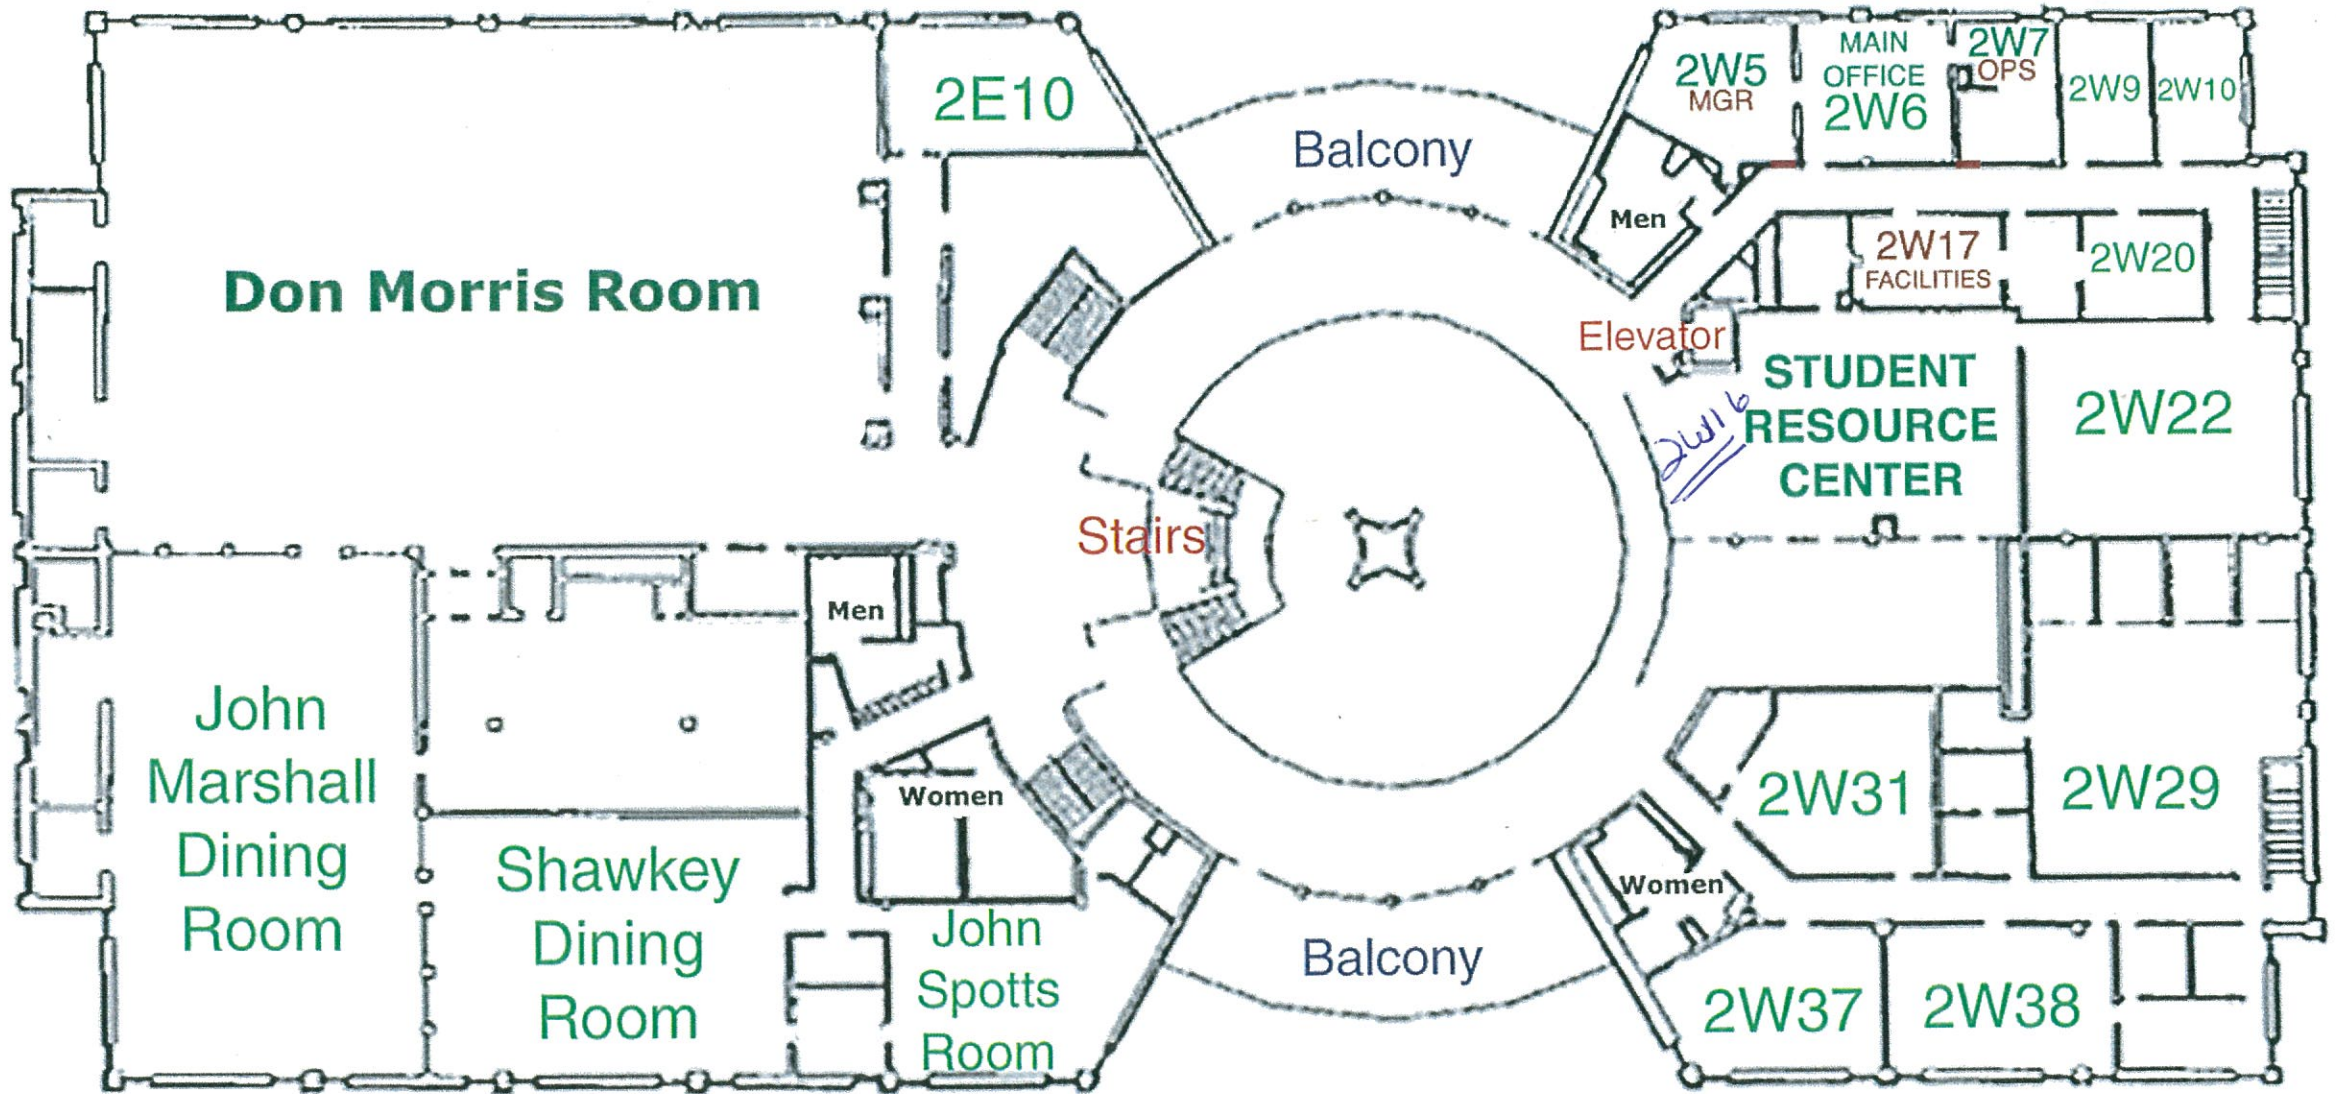 2E10
Balcony
2W5
MGR
MAIN
OFFICE
2W6
2W7
OPS
2W9
2W10
Men
2W17
FACILITIES
2W20
Don Morris Room
Elevator
STUDENT
RESOURCE
CENTER
2W16
2W22
Stairs
Men
John
Marshall
Dining
Room
Women
Shawkey
Dining
Room
John
Spotts
Room
Balcony
2W31
2W29
Women
2W37
2W38